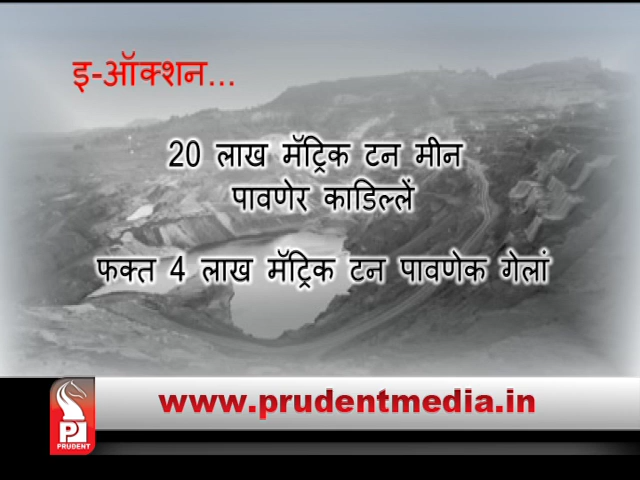 इ-ऑक्शन...
20 लाख मॅट्रिक टन मीन
पावणेर काडिल्लें
फक्त 4 लाख मॅट्रिक टन पावणेक गेलां
www.prudentmedia.in
PRUDENT